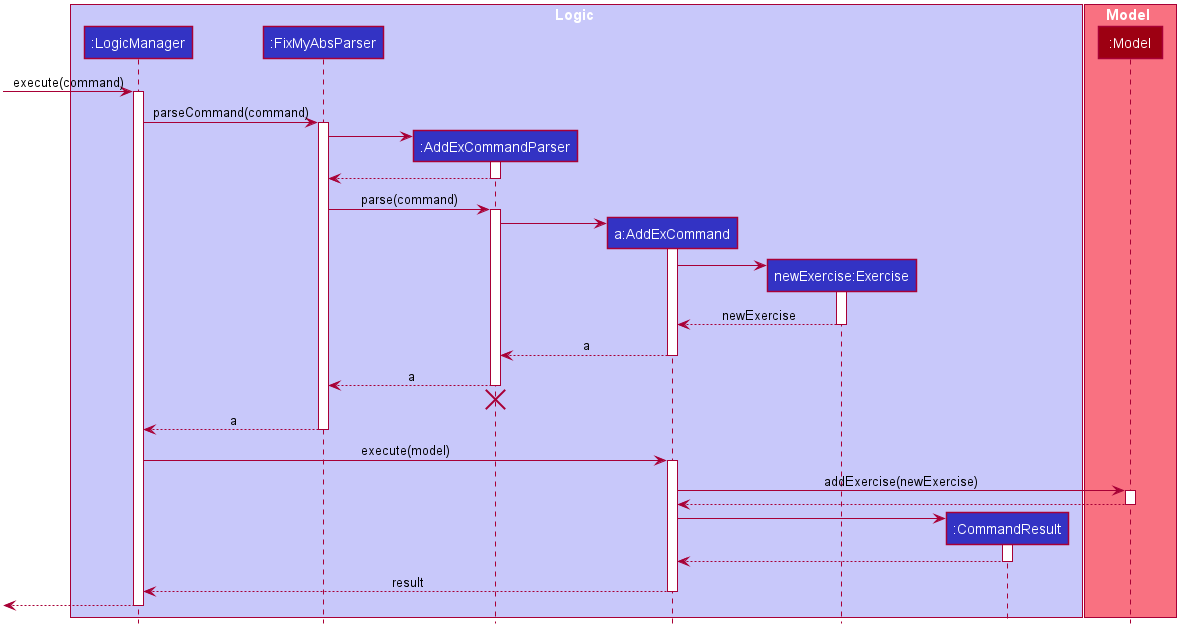 Logic
Model
:LogicManager
:FixMyAbsParser
:Model
execute(command)
parseCommand(command)
:AddExCommandParser
parse(command)
a:AddExCommand
newExercise:Exercise
newExercise
a
a
a
execute(model)
addExercise(newExercise)
:CommandResult
result